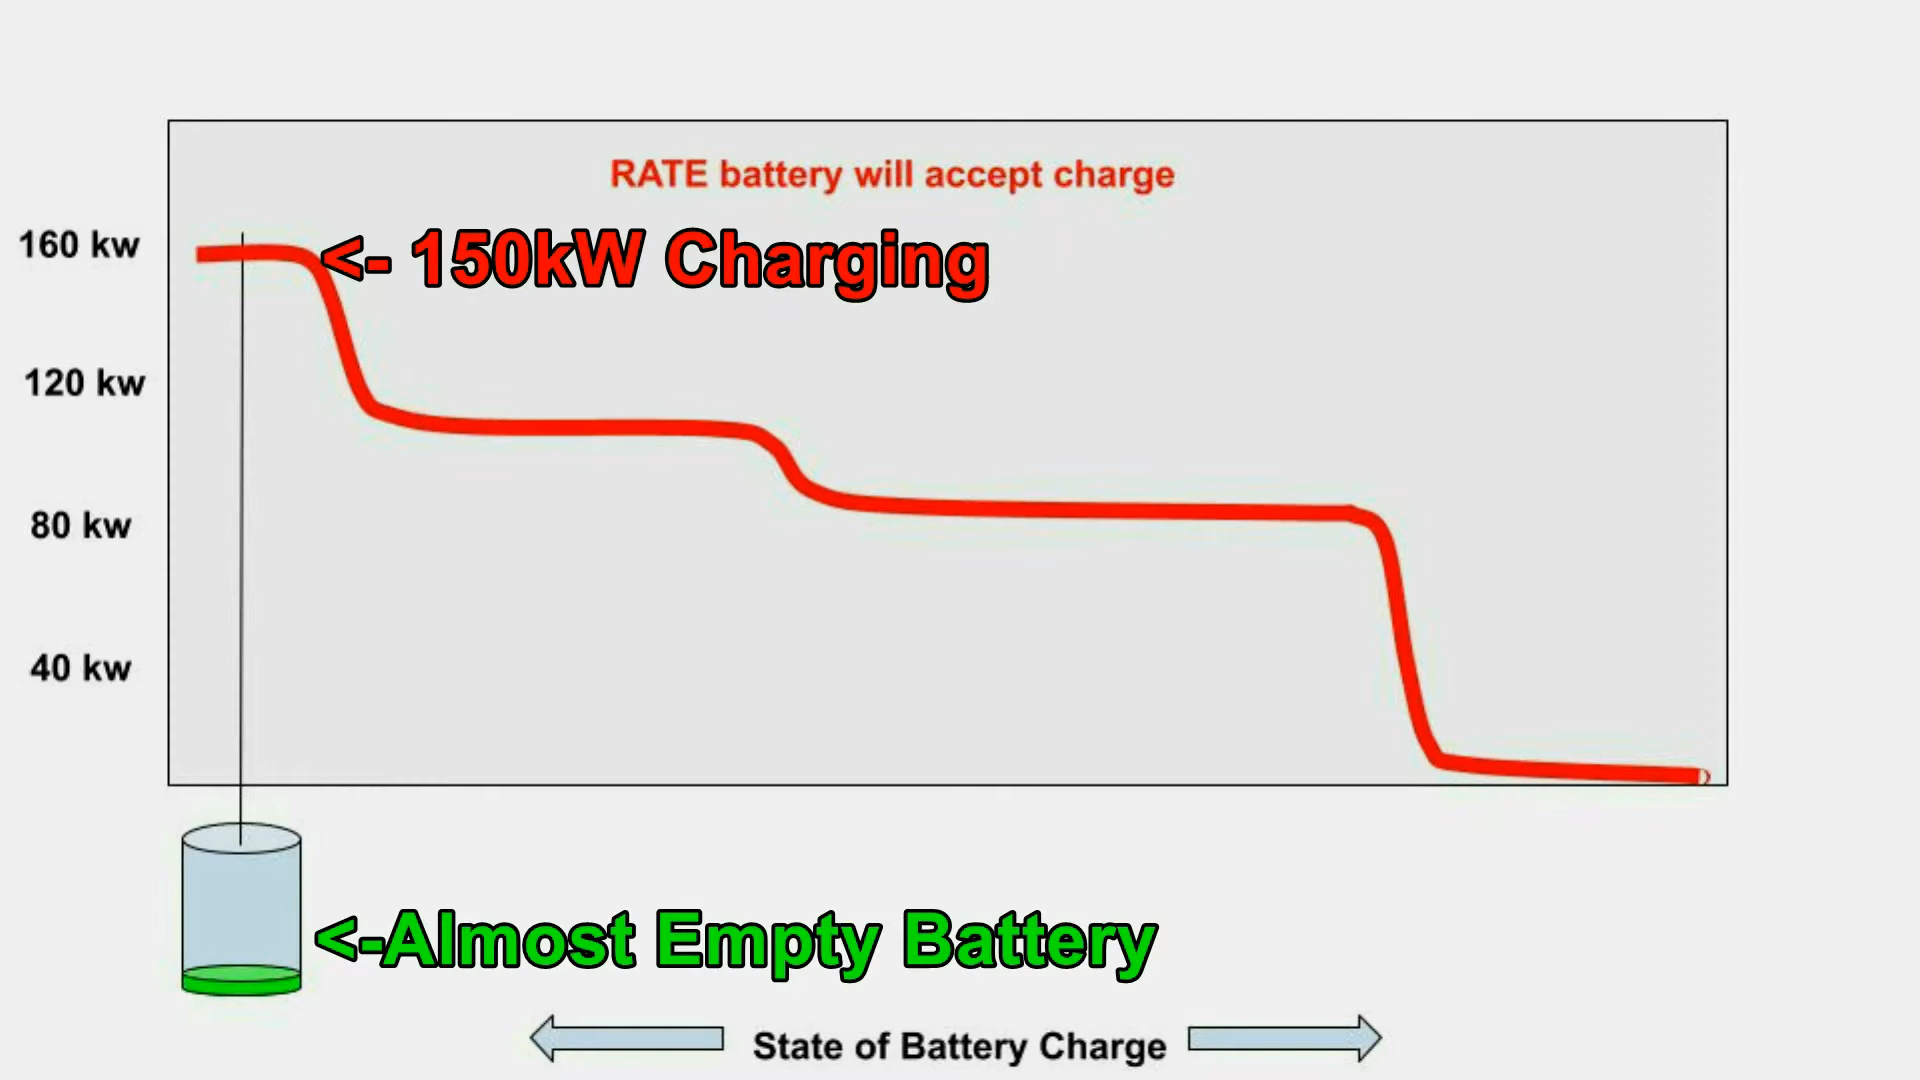 RATE battery will accept charge
160 kw
<- 150kW Charging
120 kw
80 kw
40 kw
<-Almost Empty Battery
State of Battery Charge